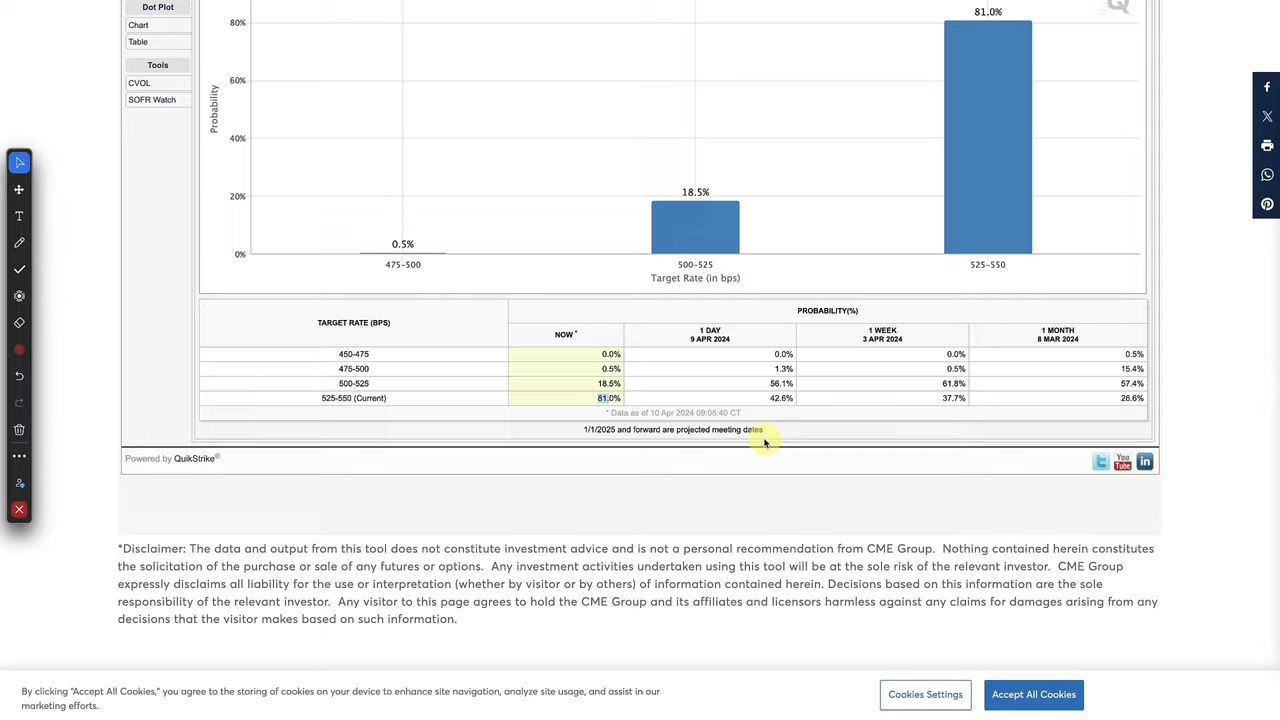 Dot Plot
Chart
Table
Tools
CVOL
SOFR Watch
Probability
80%
60%
40%
20%
0%
0.5%
18.5%
81.0%
475-500
500-525
525-550
Target Rate (in bps)
TARGET RATE (BPS)
PROBABILITY(%)
NOW *
1 DAY
9 APR 2024
1 WEEK
3 APR 2024
1 MONTH
8 MAR 2024
450-475 0.0% 0.0% 0.0% 0.5%
475-500 0.5% 1.3% 0.5% 15.4%
500-525 18.5% 56.1% 61.8% 57.4%
525-550 (Current) 81.0% 42.6% 37.7% 26.6%
* Data as of 10 Apr 2024 09:05:40 CT
1/1/2025 and forward are projected meeting dates
Powered by QuikStrike®
You
Tube
in
*Disclaimer: The data and output from this tool does not constitute investment advice and is not a personal recommendation from CME Group. Nothing contained herein constitutes
the solicitation of the purchase or sale of any futures or options. Any investment activities undertaken using this tool will be at the sole risk of the relevant investor. CME Group
expressly disclaims all liability for the use or interpretation (whether by visitor or by others) of information contained herein. Decisions based on this information are the sole
responsibility of the relevant investor. Any visitor to this page agrees to hold the CME Group and its affiliates and licensors harmless against any claims for damages arising from any
decisions that the visitor makes based on such information.
By clicking “Accept All Cookies,” you agree to the storing of cookies on your device to enhance site navigation, analyze site usage, and assist in our
marketing efforts.
Cookies Settings
Accept All Cookies